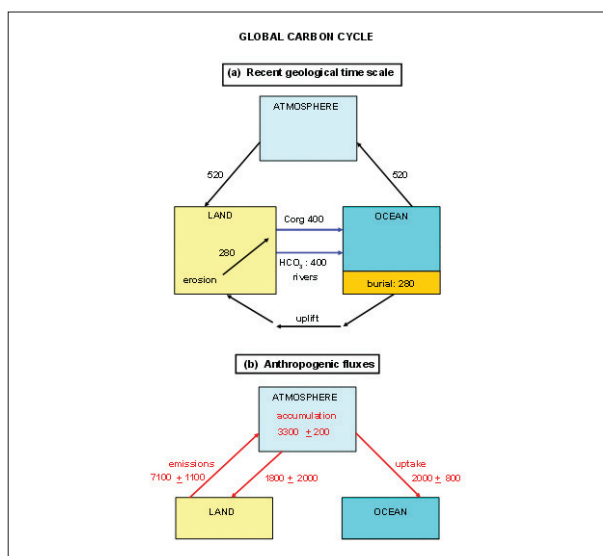 GLOBAL CARBON CYCLE
(a) Recent geological time scale
ATMOSPHERE
520
520
LAND
Corg 400
OCEAN
280
HCO₃ : 400
erosion
rivers
burial: 280
uplift
(b) Anthropogenic fluxes
ATMOSPHERE
accumulation
3300 ± 200
emissions
uptake
7100 ± 1100
1800 ± 2000
2000 ± 800
LAND
OCEAN